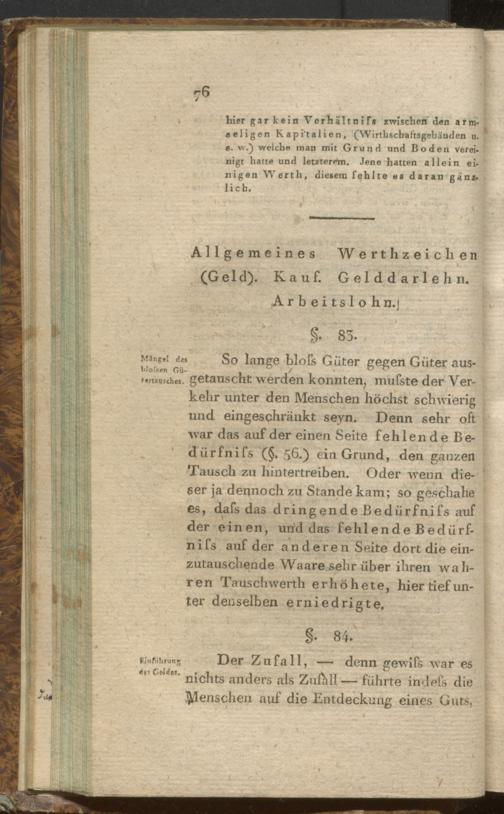 76
hier gar kein Verhältniſs zwischen den arm-
seligen Kapitalien, (Wirthschaftsgebäuden u.
s. w.) welche man mit Grund und Boden verei-
nigt hatte und letzterem. Jene hatten allein ei-
nigen Werth, diesem fehlte es daran gänz-
lich.
Allgemeines Werthzeichen
(Geld). Kauf. Gelddarlehn.
Arbeitslohn.
§. 83.
Mängel des
bloſsen Gü-
tertausches.
So lange bloſs Güter gegen Güter aus-
getauscht werden konnten, muſste der Ver-
kehr unter den Menschen höchst schwierig
und eingeschränkt seyn. Denn sehr oft
war das auf der einen Seite fehlende Be-
dürfniſs (§. 56.) ein Grund, den ganzen
Tausch zu hintertreiben. Oder wenn die-
ser ja dennoch zu Stande kam; so geschahe
es, daſs das dringende Bedürfniſs auf
der einen, und das fehlende Bedürf-
niſs auf der anderen Seite dort die ein-
zutauschende Waare sehr über ihren wah-
ren Tauschwerth erhöhete, hier tief un-
ter denselben erniedrigte.
§. 84.
Einführung
des Geldes.
Der Zufall, — denn gewiſs war es
nichts anders als Zufall — führte indeſs die
Menschen auf die Entdeckung eines Guts,